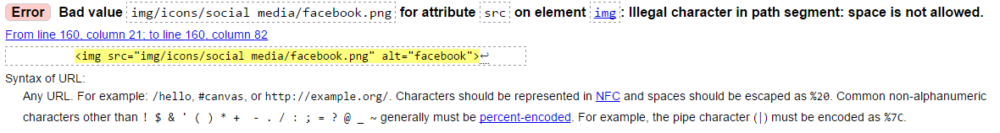 Error Bad value img/icons/social media/facebook.png for attribute src on element img: Illegal character in path segment: space is not allowed.
From line 160, column 21; to line 160, column 82
<img src="img/icons/social media/facebook.png" alt="facebook">↩
Syntax of URL:
Any URL. For example: /hello, #canvas, or http://example.org/. Characters should be represented in NFC and spaces should be escaped as %20. Common non-alphanumeric
characters other than ! $ & ' ( ) * + - . / : ; = ? @ _ ~ generally must be percent-encoded. For example, the pipe character (|) must be encoded as %7C.